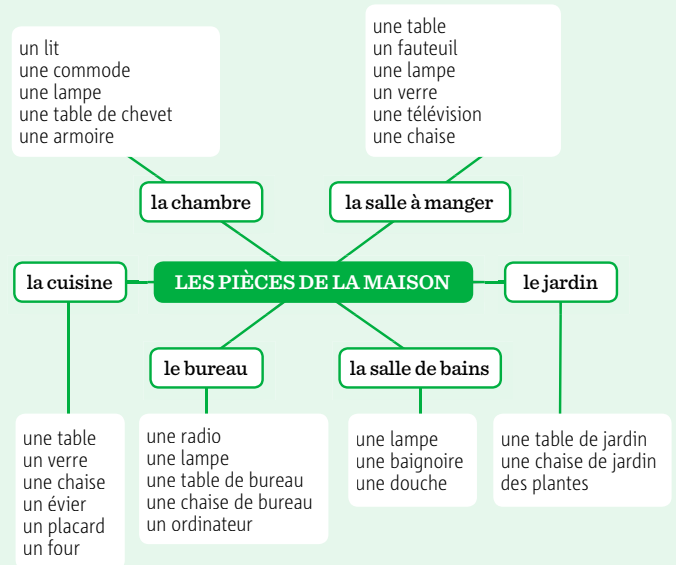 un lit
une commode
une lampe
une table de chevet
une armoire
une table
un fauteuil
une lampe
un verre
une télévision
une chaise
la chambre
la salle à manger
la cuisine
LES PIÈCES DE LA MAISON
le jardin
le bureau
la salle de bains
une table
un verre
une chaise
un évier
un placard
un four
une radio
une lampe
une table de bureau
une chaise de bureau
un ordinateur
une lampe
une baignoire
une douche
une table de jardin
une chaise de jardin
des plantes